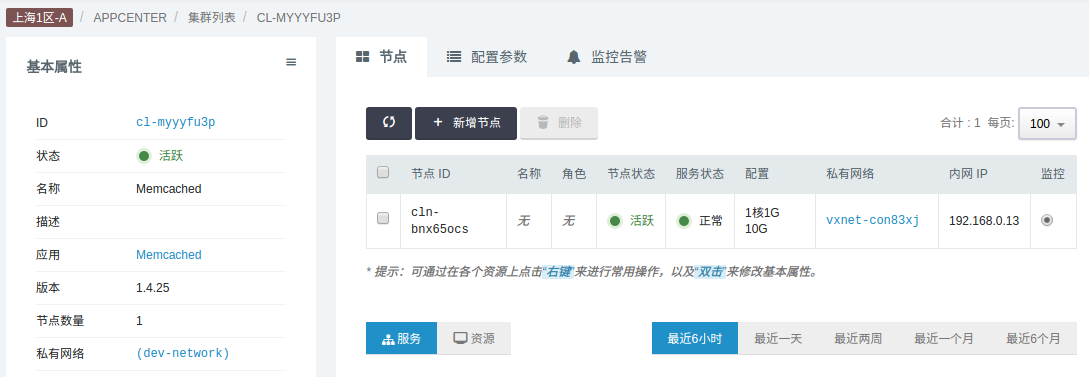 上海1区-A / APPCENTER / 集群列表 / CL-MYYYFU3P
基本属性
ID cl-myyyfu3p
状态 活跃
名称 Memcached
描述
应用 Memcached
版本 1.4.25
节点数量 1
私有网络 (dev-network)
节点 配置参数 监控告警
+ 新增节点 删除 合计 : 1 每页: 100
节点 ID 名称 角色 节点状态 服务状态 配置 私有网络 内网 IP 监控
cln-bnx65ocs 无 无 活跃 正常 1核1G 10G vxnet-con83xj 192.168.0.13
* 提示：可通过在各个资源上点击“右键”来进行常用操作，以及“双击”来修改基本属性。
服务 资源 最近6小时 最近一天 最近两周 最近一个月 最近6个月